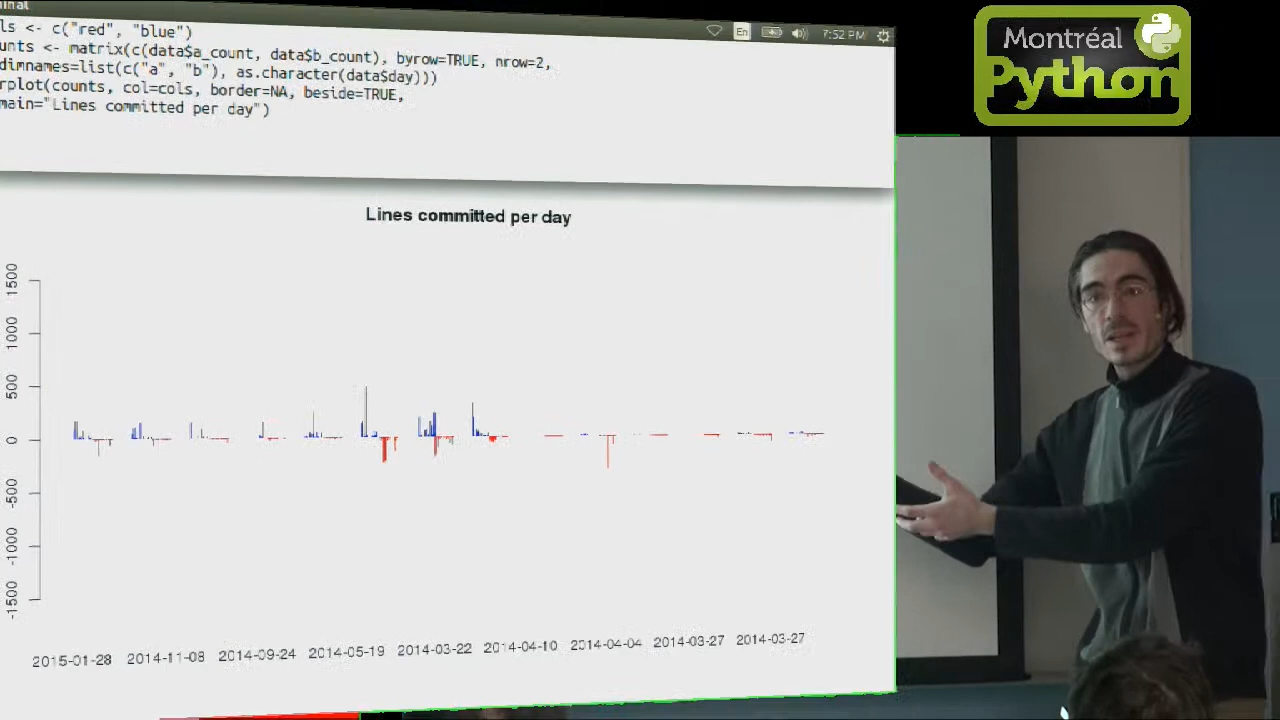 nal
En 7:52 PM
ls <- c("red", "blue")
unts <- matrix(c(data$a_count, data$b_count), byrow=TRUE, nrow=2,
dimnames=list(c("a", "b"), as.character(data$day)))
rplot(counts, col=cols, border=NA, beside=TRUE,
main="Lines committed per day")
Montréal
Python
Lines committed per day
1500
1000
500
0
-500
-1000
-1500
2015-01-28 2014-11-08 2014-09-24 2014-05-19 2014-03-22 2014-04-10 2014-04-04 2014-03-27 2014-03-27